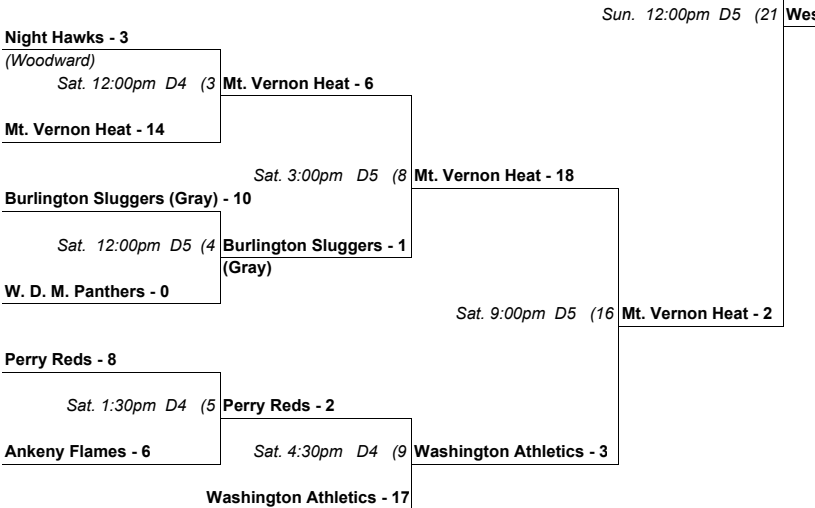 Sun. 12:00pm D5 (21
Night Hawks - 3
(Woodward)
Sat. 12:00pm D4 (3 Mt. Vernon Heat - 6
Mt. Vernon Heat - 14
Sat. 3:00pm D5 (8 Mt. Vernon Heat - 18
Burlington Sluggers (Gray) - 10
Sat. 12:00pm D5 (4 Burlington Sluggers - 1
(Gray)
W. D. M. Panthers - 0
Sat. 9:00pm D5 (16 Mt. Vernon Heat - 2
Perry Reds - 8
Sat. 1:30pm D4 (5 Perry Reds - 2
Ankeny Flames - 6 Sat. 4:30pm D4 (9 Washington Athletics - 3
Washington Athletics - 17